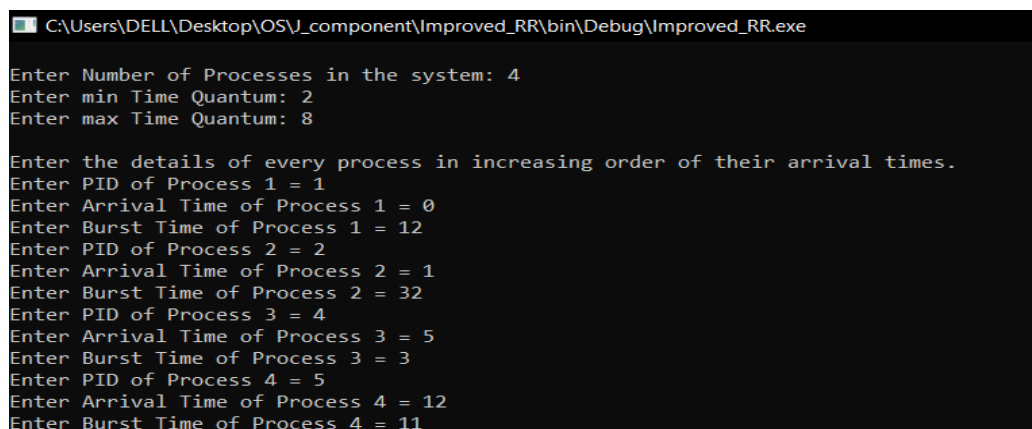 C:\Users\DELL\Desktop\OS\J_component\Improved_RR\bin\Debug\Improved_RR.exe
Enter Number of Processes in the system: 4
Enter min Time Quantum: 2
Enter max Time Quantum: 8
Enter the details of every process in increasing order of their arrival times.
Enter PID of Process 1 = 1
Enter Arrival Time of Process 1 = 0
Enter Burst Time of Process 1 = 12
Enter PID of Process 2 = 2
Enter Arrival Time of Process 2 = 1
Enter Burst Time of Process 2 = 32
Enter PID of Process 3 = 4
Enter Arrival Time of Process 3 = 5
Enter Burst Time of Process 3 = 3
Enter PID of Process 4 = 5
Enter Arrival Time of Process 4 = 12
Enter Burst Time of Process 4 = 11